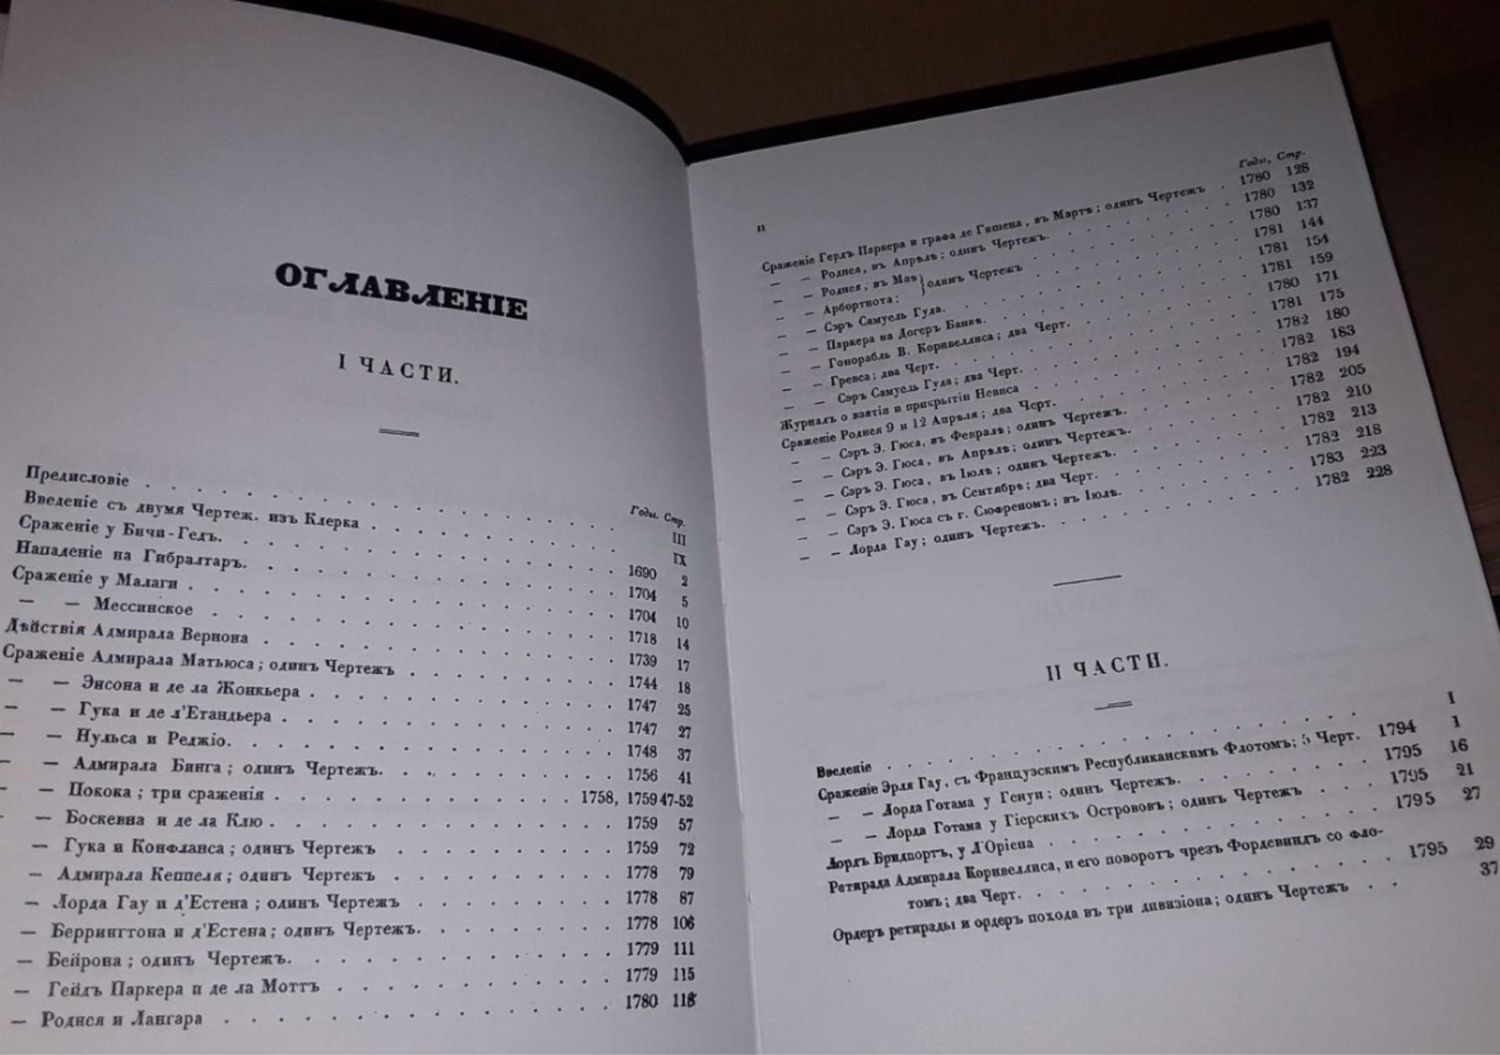 ОГЛАВЛЕНІЕ
I ЧАСТИ.
Годы. Стр.
Предисловіе . . . . . . . . . . III
Введеніе съ двумя Чертеж. изъ Клерка . . . . . . . . . . IX
Сраженіе у Бичи-Гедъ. . . . . . . . . . . 1690 2
Нападеніе на Гибралтаръ. . . . . . . . . . . 1704 5
Сраженіе у Малаги . . . . . . . . . . 1704 10
— — Мессинское . . . . . . . . . . 1718 14
Дѣйствія Адмирала Вернона . . . . . . . . . . 1739 17
Сраженіе Адмирала Матьюса; одинъ Чертежъ . . . . . . . . 1744 18
— — Энсона и де ла Жонкьера . . . . . . . . . . 1747 25
— — Гука и де л'Етандьера . . . . . . . . . . 1747 27
— — Нульса и Реджіо. . . . . . . . . . . 1748 37
— — Адмирала Бинга; одинъ Чертежъ. . . . . . . . . 1756 41
— — Покока; три сраженія . . . . . . . . . . 1758, 1759 47-52
— Боскевна и де ла Клю . . . . . . . . . . 1759 57
— Гука и Конфланса; одинъ Чертежъ . . . . . . . . 1759 72
— Адмирала Кеппеля; одинъ Чертежъ . . . . . . . . 1778 79
— Лорда Гау и д'Естена; одинъ Чертежъ . . . . . . . . 1778 87
— Беррингтона и д'Естена; одинъ Чертежъ. . . . . . . . 1778 106
— Бейрона; одинъ Чертежъ. . . . . . . . . . . 1779 111
— Гейдъ Паркера и де ла Моттъ . . . . . . . . . . 1779 115
— Роднея и Лангара . . . . . . . . . . 1780 118
II
Годы, Стр.
Сраженіе Гердъ Паркера и графа де Гишена, въ Мартѣ; одинъ Чертежъ . 1780 128
— — Роднея, въ Апрѣлѣ; одинъ Чертежъ. . . . . . . . 1780 132
— — Роднея, въ Маѣ } одинъ Чертежъ . . . . . . . . 1780 137
— — Арбортнота; . . . . . . . . 1781 144
— — Сэръ Самуель Гуда. . . . . . . . . 1781 154
— — Паркера на Догеръ Банкѣ. . . . . . . . . 1781 159
— — Гонорабль В. Корнвеллиса; два Черт. . . . . . . . 1780 171
— — Гревса; два Черт. . . . . . . . . 1781 175
— — Сэръ Самуель Гуда; два Черт. . . . . . . . . 1782 180
Журналъ о взятіи и прикрытіи Невиса . . . . . . . . 1782 183
Сраженіе Роднея 9 и 12 Апрѣля; два Черт. . . . . . . . 1782 194
— — Сэръ Э. Гюса, въ Февралѣ; одинъ Чертежъ. . . . . . 1782 205
— — Сэръ Э. Гюса, въ Апрѣлѣ; одинъ Чертежъ. . . . . . 1782 210
— — Сэръ Э. Гюса, въ Іюлѣ; одинъ Чертежъ. . . . . . . 1782 213
— — Сэръ Э. Гюса, въ Сентябрѣ; два Черт. . . . . . . . 1782 218
— — Сэръ Э. Гюса съ г. Сюфреномъ; въ Іюлѣ. . . . . . 1783 223
— — Лорда Гау; одинъ Чертежъ. . . . . . . . . 1782 228
II ЧАСТИ.
Введеніе . . . . . . . . . . I
Сраженіе Эрля Гау, съ Французскимъ Республиканскимъ Флотомъ; 5 Черт. 1794 1
— — Лорда Готама у Генуи; одинъ Чертежъ. . . . . . . 1795 16
— — Лорда Готама у Гіерскихъ Острововъ; одинъ Чертежъ . . . 1795 21
Лордъ Бридпортъ, у Л'Оріена . . . . . . . . . . 1795 27
Ретирада Адмирала Корнвеллиса, и его поворотъ чрезъ Фордевиндъ со фло-
томъ; два Черт. . . . . . . . . . 1795 29
Ордеръ ретирады и ордеръ похода въ три дивизіона; одинъ Чертежъ . . 37